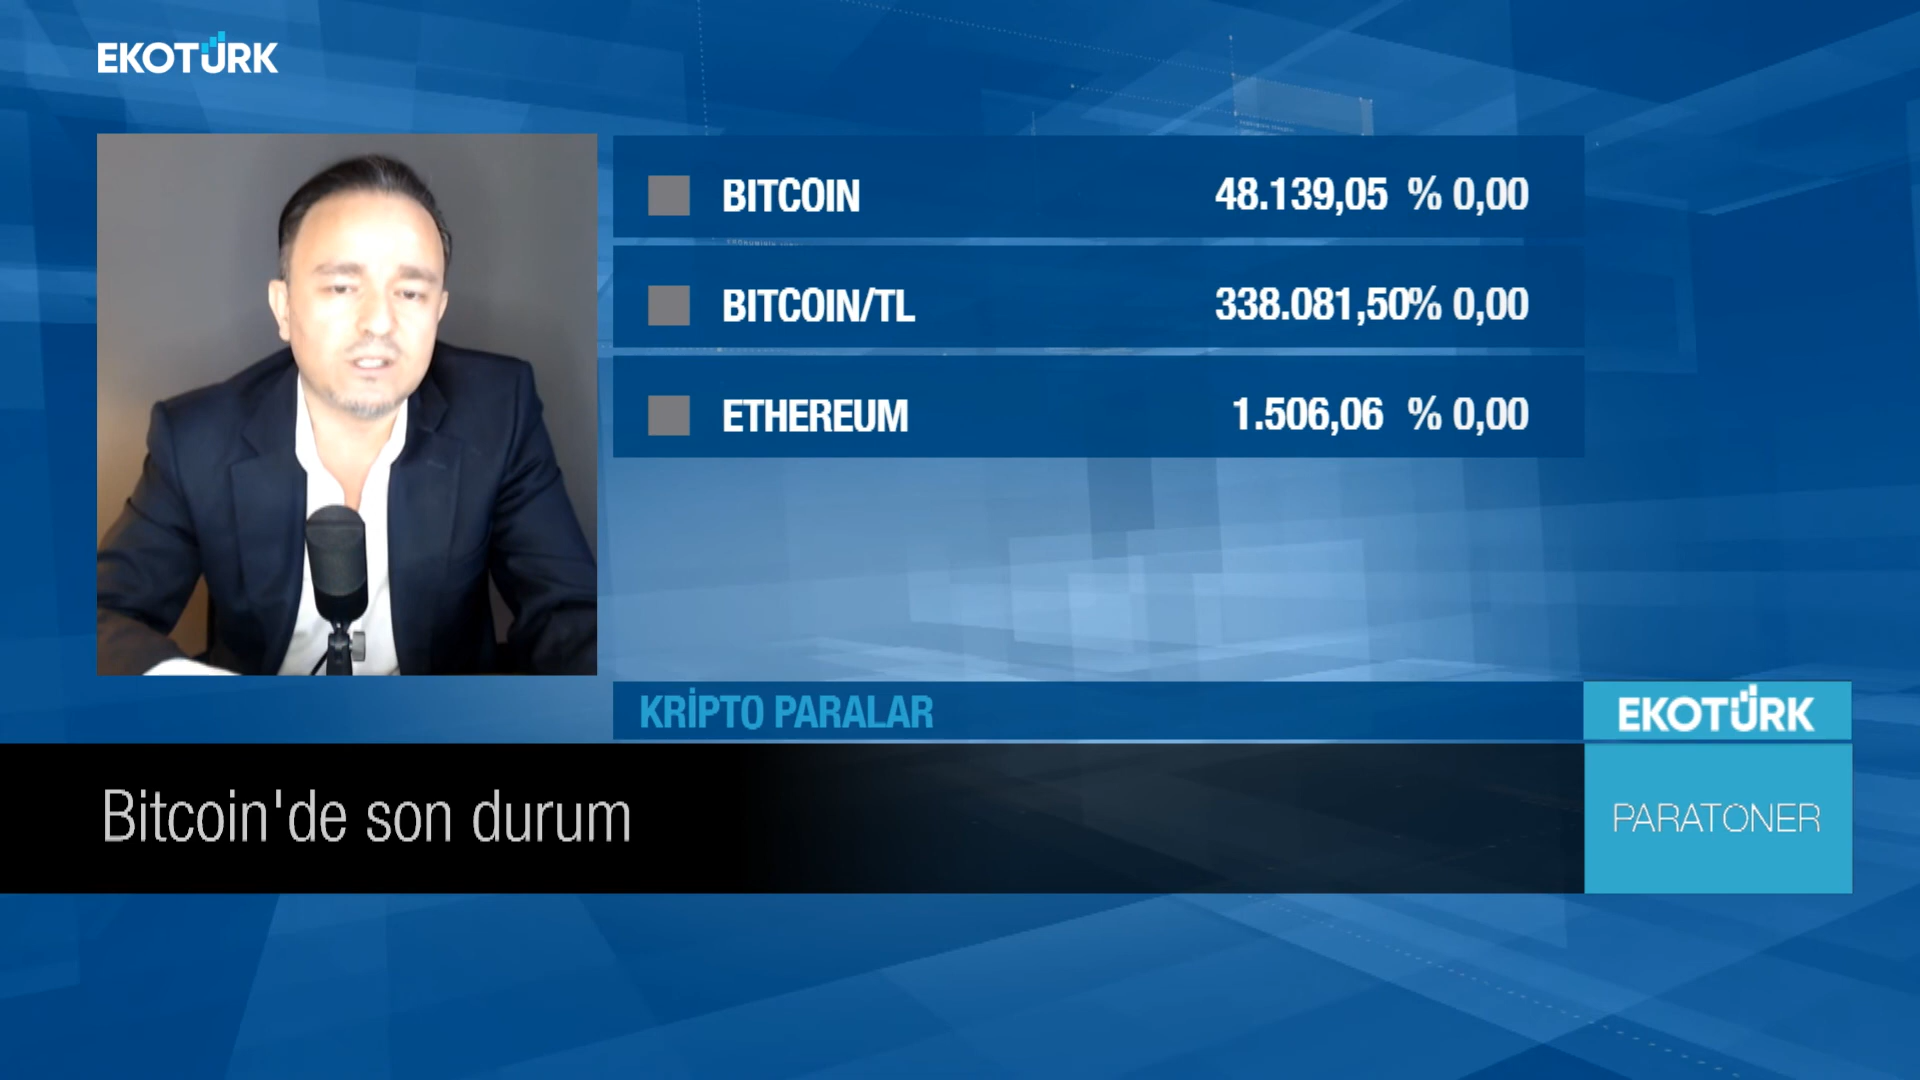 EKOTÜRK
BITCOIN 48.139,05 % 0,00
BITCOIN/TL 338.081,50% 0,00
ETHEREUM 1.506,06 % 0,00
KRİPTO PARALAR
EKOTÜRK
Bitcoin'de son durum
PARATONER